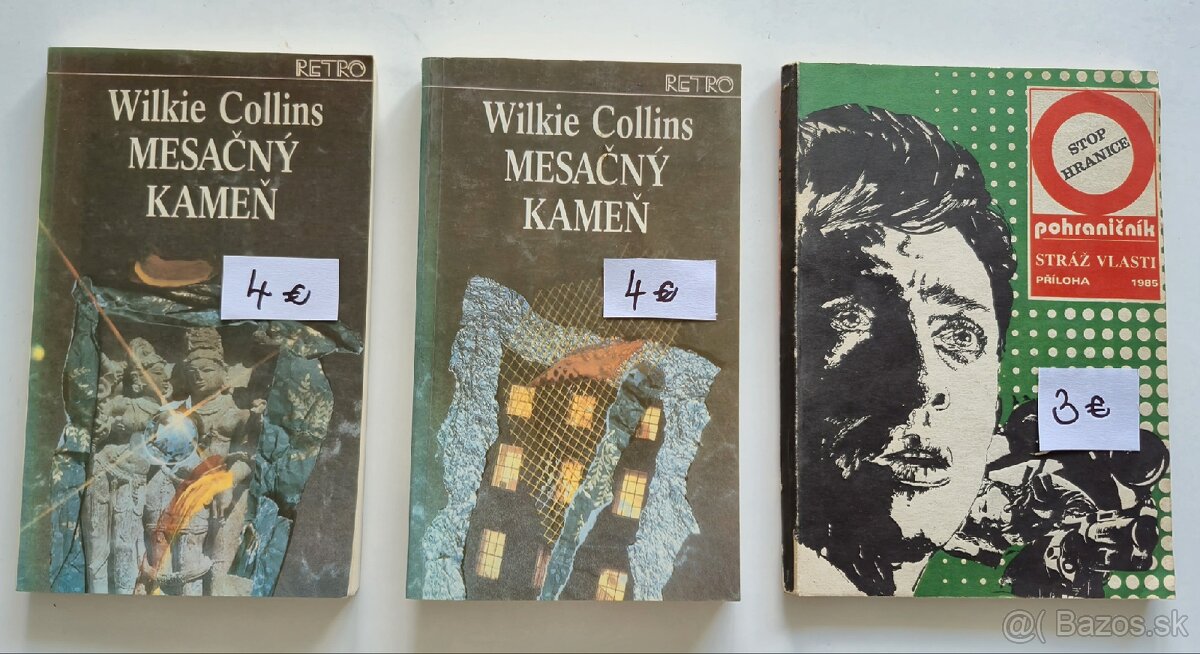 RETRO
Wilkie Collins
MESAČNÝ
KAMEŇ
4 €
RETRO
Wilkie Collins
MESAČNÝ
KAMEŇ
4 €
STOP
HRANICE
pohraničník
STRÁŽ VLASTI
PŘÍLOHA 1985
3 €
@( Bazos.sk